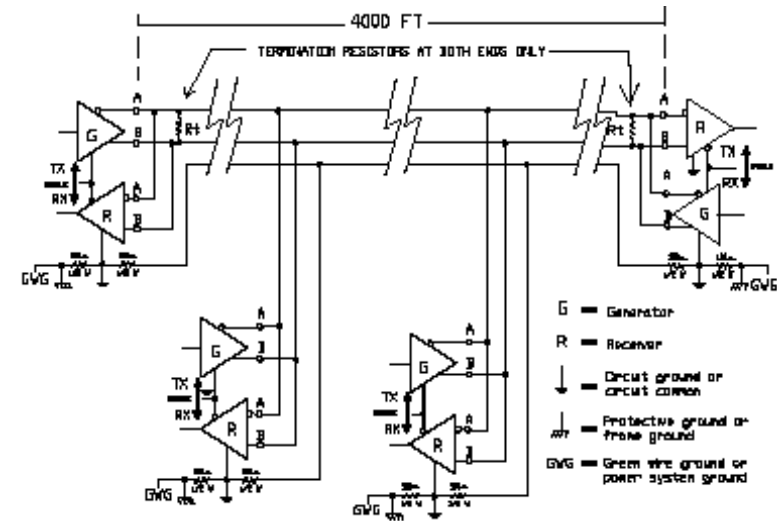 4000 FT
TERMINATION RESISTORS AT BOTH ENDS ONLY
A
A
G
Rt
Rt
R
B
B
TX
TX
RX
A
A
RX
R
B
G
GWG
GWG
A
A
G
B
G
B
TX
TX
RX
A
RX
A
R
B
R
GWG
GWG
G Generator
R Receiver
Circuit ground or
circuit common
Protective ground or
frame ground
GWG Green wire ground or
power system ground